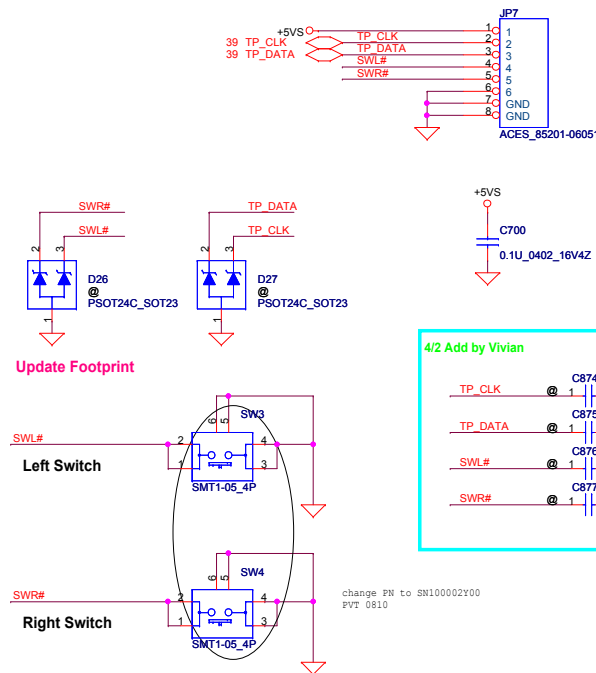 JP7
+5VS
1 1
39 TP_CLK TP_CLK 2 2
39 TP_DATA TP_DATA 3 3
SWL# 4 4
SWR# 5 5
6 6
7 GND
8 GND
ACES_85201-06051
SWR#
SWL#
2 3
D26
@
PSOT24C_SOT23
1
TP_DATA
TP_CLK
2 3
D27
@
PSOT24C_SOT23
1
+5VS
C700
0.1U_0402_16V4Z
Update Footprint
4/2 Add by Vivian
TP_CLK @ 1 C874
TP_DATA @ 1 C875
SWL# @ 1 C876
SWR# @ 1 C877
SW3
6 5
SWL# 2 4
Left Switch 1 3
SMT1-05_4P
SW4
6 5
SWR# 2 4
Right Switch 1 3
SMT1-05_4P
change PN to SN100002Y00
PVT 0810